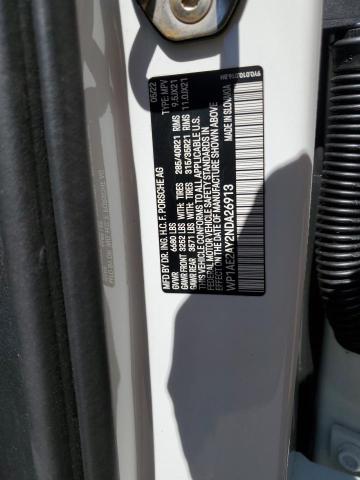 MFD BY DR. ING. H.C. F. PORSCHE AG 05/22
GVWR 6680 LBS TYPE: MPV
GAWR FRONT 3252 LBS WITH: TIRES 285/40R21 RIMS 9.5JX21
GAWR REAR 3671 LBS WITH: TIRES 315/35R21 RIMS 11.0JX21
THIS VEHICLE CONFORMS TO ALL APPLICABLE U.S.
FEDERAL MOTOR VEHICLE SAFETY STANDARDS IN
EFFECT ON THE DATE OF MANUFACTURE SHOWN ABOVE
WP1AE2AY2NDA26913 MADE IN SLOVAKIA